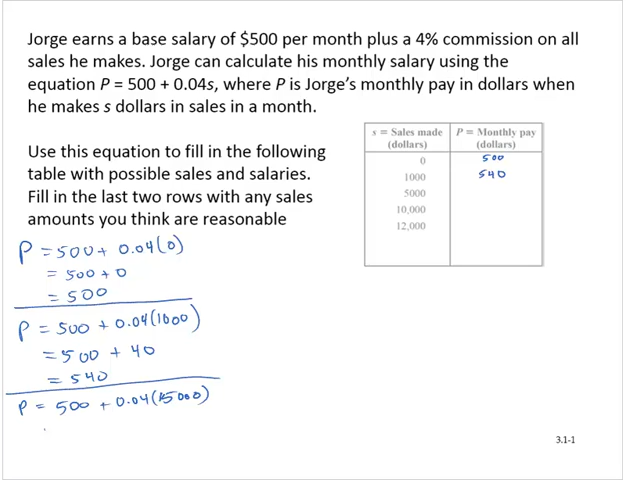 Jorge earns a base salary of $500 per month plus a 4% commission on all
sales he makes. Jorge can calculate his monthly salary using the
equation P = 500 + 0.04s, where P is Jorge's monthly pay in dollars when
he makes s dollars in sales in a month.
Use this equation to fill in the following
table with possible sales and salaries.
Fill in the last two rows with any sales
amounts you think are reasonable
s = Sales made P = Monthly pay
(dollars) (dollars)
0 500
1000 540
5000
10,000
12,000
P = 500 + 0.04(0)
= 500 + 0
= 500
P = 500 + 0.04(1000)
= 500 + 40
= 540
P = 500 + 0.04(5000)
3.1-1